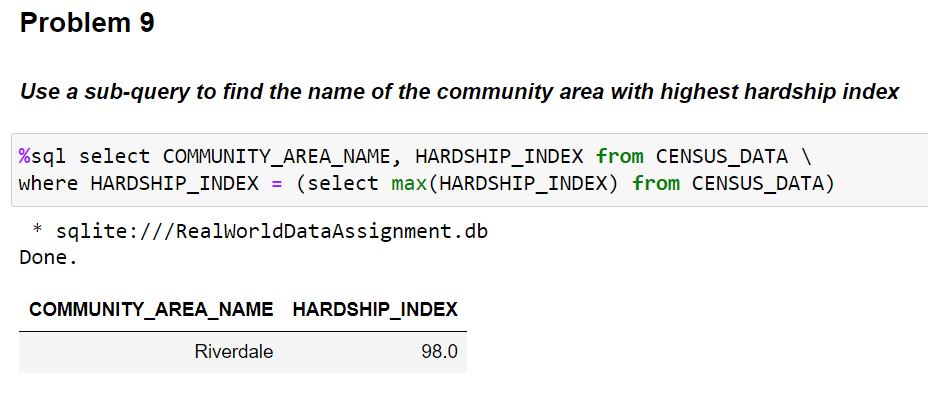 Problem 9
Use a sub-query to find the name of the community area with highest hardship index
%sql select COMMUNITY_AREA_NAME, HARDSHIP_INDEX from CENSUS_DATA \
where HARDSHIP_INDEX = (select max(HARDSHIP_INDEX) from CENSUS_DATA)
* sqlite:///RealWorldDataAssignment.db
Done.
COMMUNITY_AREA_NAME HARDSHIP_INDEX
Riverdale 98.0